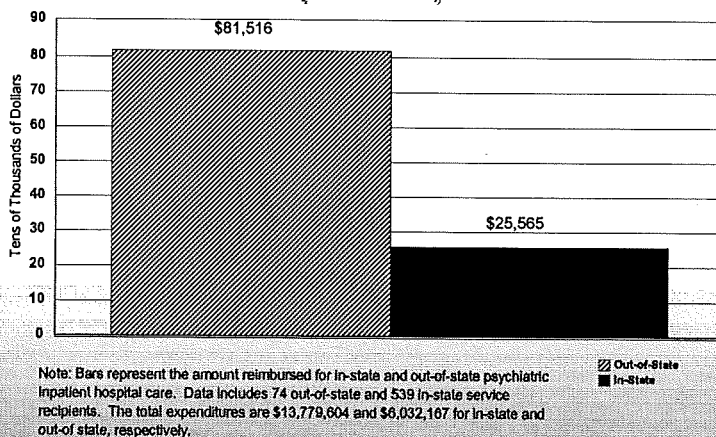 90
80
70
60
50
40
30
20
10
0
Tens of Thousands of Dollars
$81,516
$25,565
Out-of-State
In-State
Note: Bars represent the amount reimbursed for in-state and out-of-state psychiatric
inpatient hospital care. Data includes 74 out-of-state and 539 in-state service
recipients. The total expenditures are $13,779,604 and $6,032,167 for in-state and
out-of state, respectively.